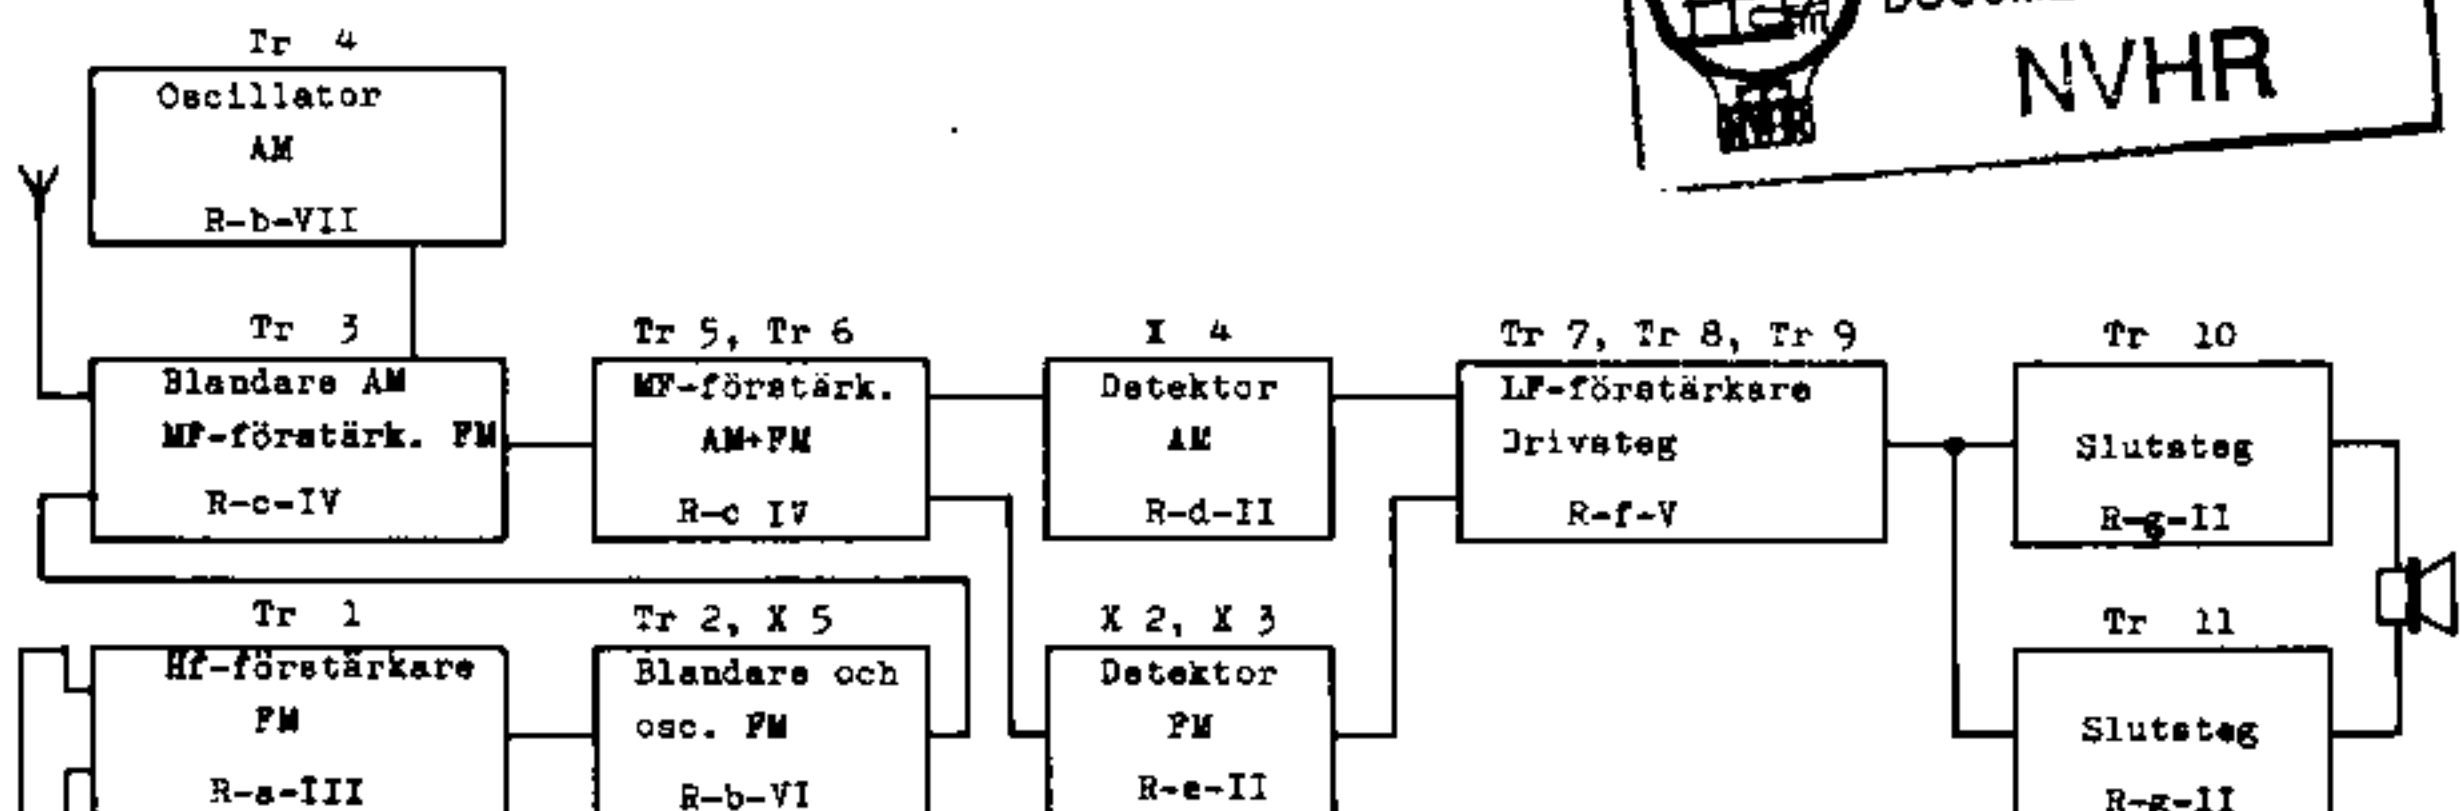 NVHR
Tr 4
Oscillator
AM
R-b-VII
Tr 3
Blandare AM
MF-förstärk. FM
R-c-IV
Tr 5, Tr 6
MF-förstärk.
AM+FM
R-c IV
X 4
Detektor
AM
R-d-II
Tr 7, Tr 8, Tr 9
LF-förstärkare
Drivsteg
R-f-V
Tr 10
Slutsteg
R-g-II
Tr 1
Hf-förstärkare
FM
R-a-III
Tr 2, X 5
Blandare och
osc. FM
R-b-VI
X 2, X 3
Detektor
FM
R-e-II
Tr 11
Slutsteg
R-g-II